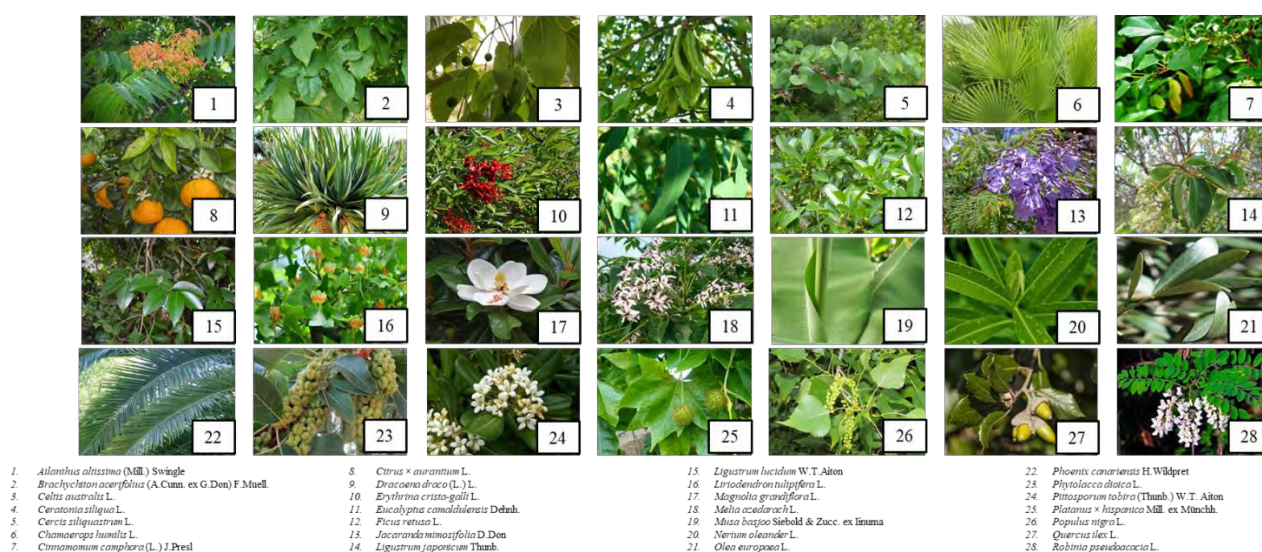 1
2
3
4
5
6
7
8
9
10
11
12
13
14
15
16
17
18
19
20
21
22
23
24
25
26
27
28
1. Ailanthus altissima (Mill.) Swingle
2. Brachychiton acerifolius (A.Cunn. ex G.Don) F.Muell.
3. Celtis australis L.
4. Ceratonia siliqua L.
5. Cercis siliquastrum L.
6. Chamaerops humilis L.
7. Cinnamomum camphora (L.) J.Presl
8. Citrus × aurantium L.
9. Dracaena draco (L.) L.
10. Erythrina crista-galli L.
11. Eucalyptus camaldulensis Dehnh.
12. Ficus retusa L.
13. Jacaranda mimosifolia D.Don
14. Ligustrum japonicum Thunb.
15. Ligustrum lucidum W.T.Aiton
16. Liriodendron tulipifera L.
17. Magnolia grandiflora L.
18. Melia azedarach L.
19. Musa basjoo Siebold & Zucc. ex Iinuma
20. Nerium oleander L.
21. Olea europaea L.
22. Phoenix canariensis H.Wildpret
23. Phytolacca dioica L.
24. Pittosporum tobira (Thunb.) W.T. Aiton
25. Platanus × hispanica Mill. ex Münchh.
26. Populus nigra L.
27. Quercus ilex L.
28. Robinia pseudoacacia L.